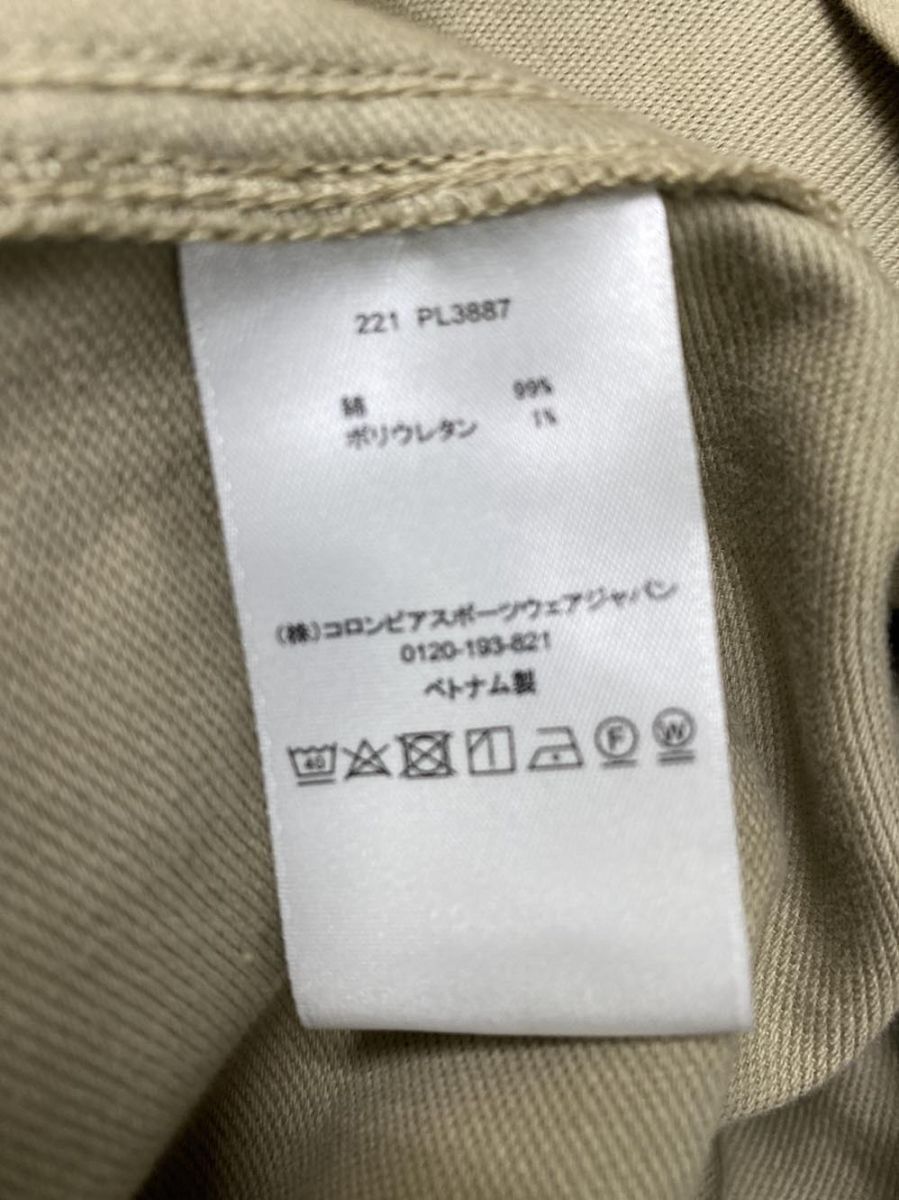 221 PL3887
綿 99%
ポリウレタン 1%
(株)コロンビアスポーツウェアジャパン
0120-193-821
ベトナム製
40
F
W